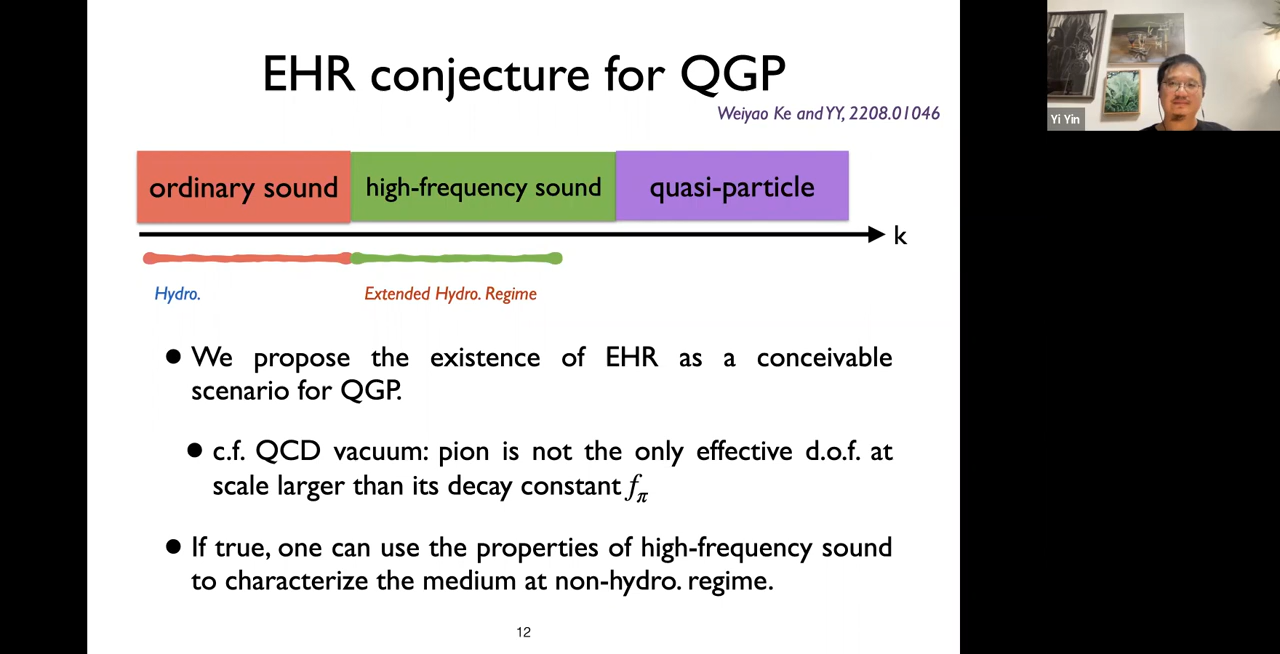 EHR conjecture for QGP
Weiyao Ke and YY, 2208.01046
ordinary sound
high-frequency sound
quasi-particle
k
Hydro.
Extended Hydro. Regime
● We propose the existence of EHR as a conceivable
scenario for QGP.
● c.f. QCD vacuum: pion is not the only effective d.o.f. at
scale larger than its decay constant f_π
● If true, one can use the properties of high-frequency sound
to characterize the medium at non-hydro. regime.
12
Yi Yin